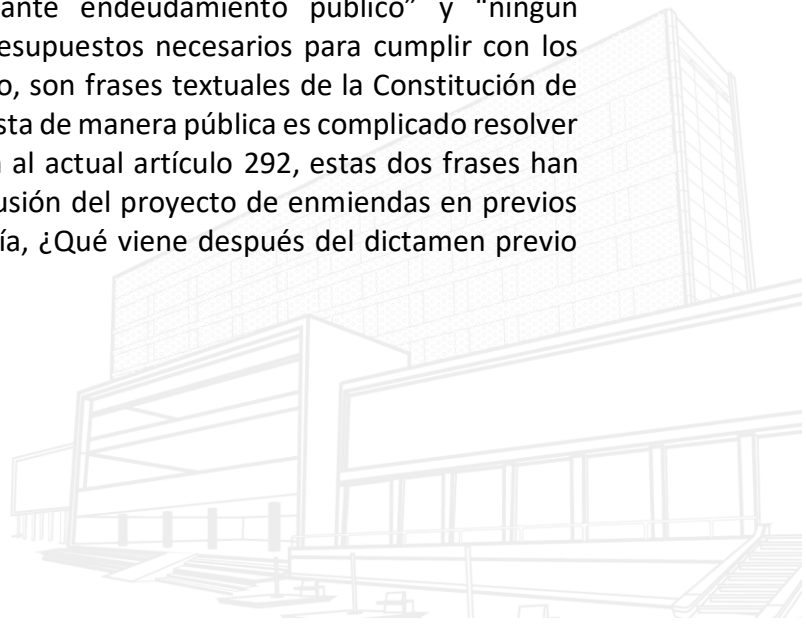 ante endeudamiento público” y “ningún
esupuestos necesarios para cumplir con los
o, son frases textuales de la Constitución de
sta de manera pública es complicado resolver
al actual artículo 292, estas dos frases han
usión del proyecto de enmiendas en previos
ía, ¿Qué viene después del dictamen previo